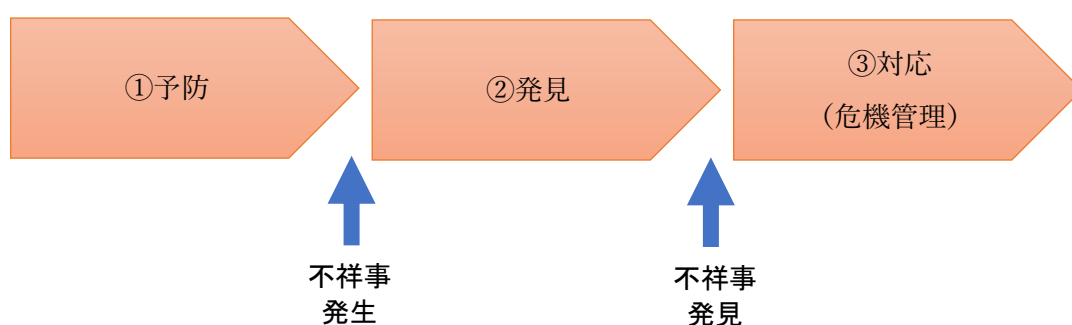 ①予防
②発見
③対応
（危機管理）
不祥事
発生
不祥事
発見